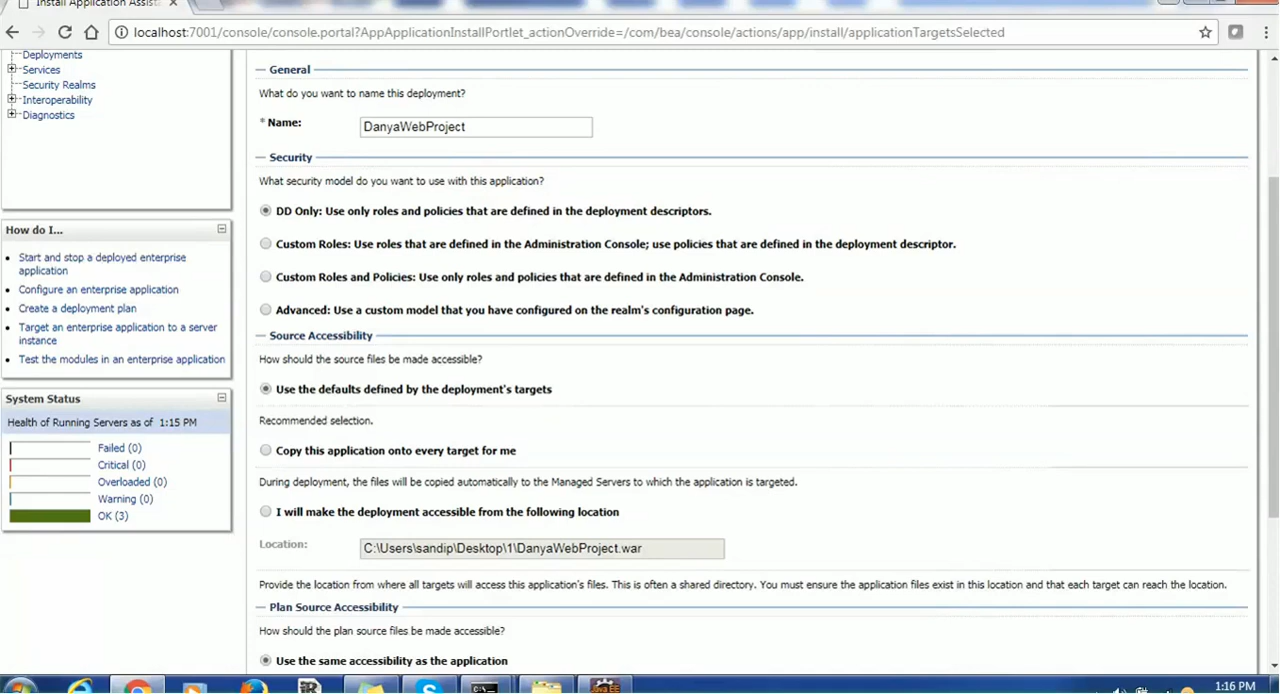 Install Application Assist
localhost:7001/console/console.portal?AppApplicationInstallPortlet_actionOverride=/com/bea/console/actions/app/install/applicationTargetsSelected
Deployments
Services
Security Realms
Interoperability
Diagnostics
How do I...
Start and stop a deployed enterprise
application
Configure an enterprise application
Create a deployment plan
Target an enterprise application to a server
instance
Test the modules in an enterprise application
System Status
Health of Running Servers as of 1:15 PM
Failed (0)
Critical (0)
Overloaded (0)
Warning (0)
OK (3)
General
What do you want to name this deployment?
* Name: DanyaWebProject
Security
What security model do you want to use with this application?
DD Only: Use only roles and policies that are defined in the deployment descriptors.
Custom Roles: Use roles that are defined in the Administration Console; use policies that are defined in the deployment descriptor.
Custom Roles and Policies: Use only roles and policies that are defined in the Administration Console.
Advanced: Use a custom model that you have configured on the realm's configuration page.
Source Accessibility
How should the source files be made accessible?
Use the defaults defined by the deployment's targets
Recommended selection.
Copy this application onto every target for me
During deployment, the files will be copied automatically to the Managed Servers to which the application is targeted.
I will make the deployment accessible from the following location
Location: C:\Users\sandip\Desktop\1\DanyaWebProject.war
Provide the location from where all targets will access this application's files. This is often a shared directory. You must ensure the application files exist in this location and that each target can reach the location.
Plan Source Accessibility
How should the plan source files be made accessible?
Use the same accessibility as the application
1:16 PM